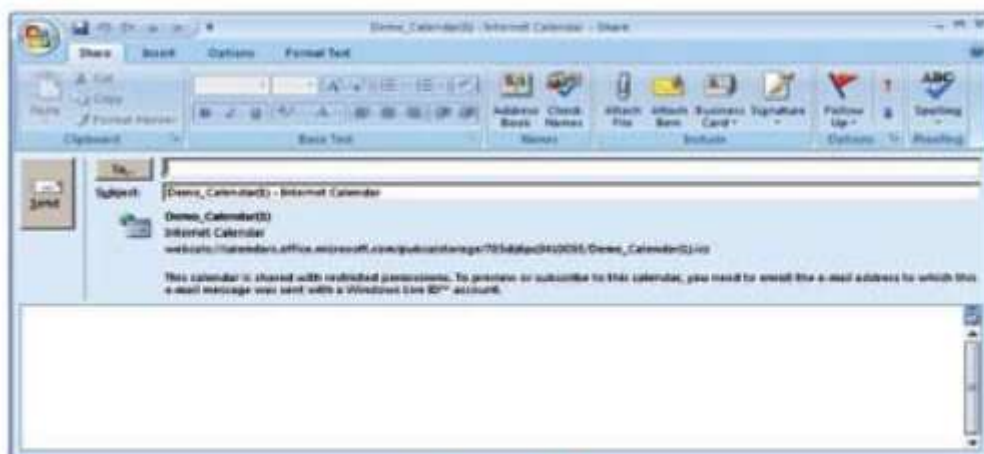 Demo_Calendar(1) - Internet Calendar - Share
Share Insert Options Format Text
Paste
Cut
Copy
Format Painter
Clipboard
Basic Text
Address Book
Check Names
Names
Attach File
Attach Item
Business Card
Signature
Include
Follow Up
Options
ABC
Spelling
Proofing
Send
To...
Subject: Demo_Calendar(1) - Internet Calendar
Demo_Calendar(1)
Internet Calendar
This calendar is shared with restricted permissions. To preview or subscribe to this calendar, you need to enroll the e-mail address to which this
e-mail message was sent with a Windows Live ID™ account.